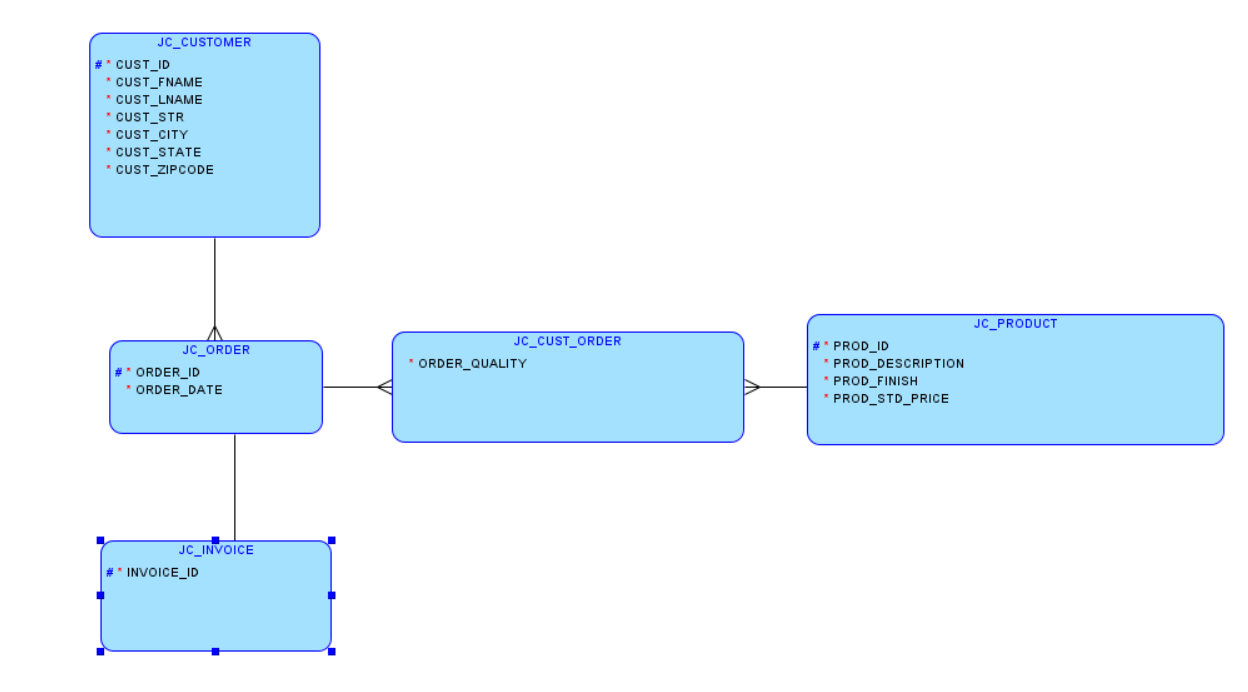 JC_CUSTOMER
# * CUST_ID
* CUST_FNAME
* CUST_LNAME
* CUST_STR
* CUST_CITY
* CUST_STATE
* CUST_ZIPCODE
JC_ORDER
# * ORDER_ID
* ORDER_DATE
JC_CUST_ORDER
* ORDER_QUALITY
JC_PRODUCT
# * PROD_ID
* PROD_DESCRIPTION
* PROD_FINISH
* PROD_STD_PRICE
JC_INVOICE
# * INVOICE_ID